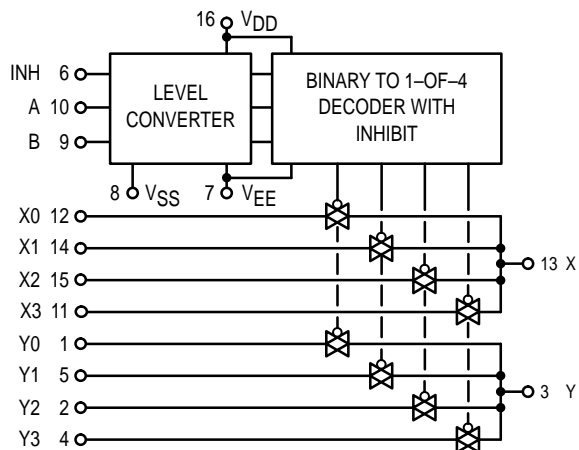 16 VDD
INH 6
A 10
B 9
LEVEL
CONVERTER
BINARY TO 1–OF–4
DECODER WITH
INHIBIT
8 VSS
7 VEE
X0 12
X1 14
X2 15
X3 11
13 X
Y0 1
Y1 5
Y2 2
Y3 4
3 Y